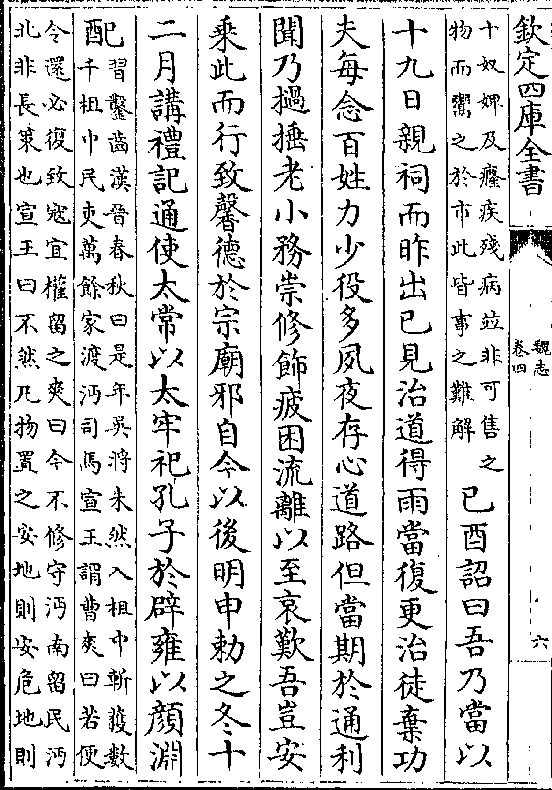 欽定四庫全書
魏志
卷四
六
十奴婢及癃疾殘病竝非可售之
物而鬻之於市此皆事之難解
己酉詔曰吾乃當以
十九日親祠而昨出已見治道得雨當復更治徒棄功
夫每念百姓力少役多夙夜存心道路但當期於通利
聞乃撾捶老小務崇修飾疲困流離以至哀歎吾豈安
乘此而行致馨德於宗廟邪自今以後明申勅之冬十
二月講禮記通使太常以太牢祀孔子於辟雍以顏淵
配
習鑿齒漢晉春秋曰是年吳將朱然入柤中斬獲數
千柤中民吏萬餘家渡沔司馬宣王謂曹爽曰若便
令還必復致寇宜權留之爽曰今不修守沔南留民沔
北非長策也宣王曰不然凡物置之安地則安危地則